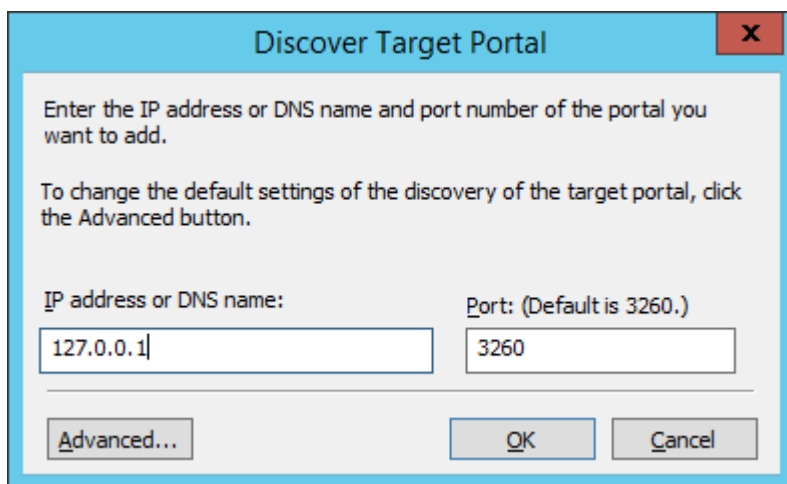 Discover Target Portal
x
Enter the IP address or DNS name and port number of the portal you
want to add.
To change the default settings of the discovery of the target portal, click
the Advanced button.
IP address or DNS name:
Port: (Default is 3260.)
127.0.0.1
3260
Advanced...
OK
Cancel